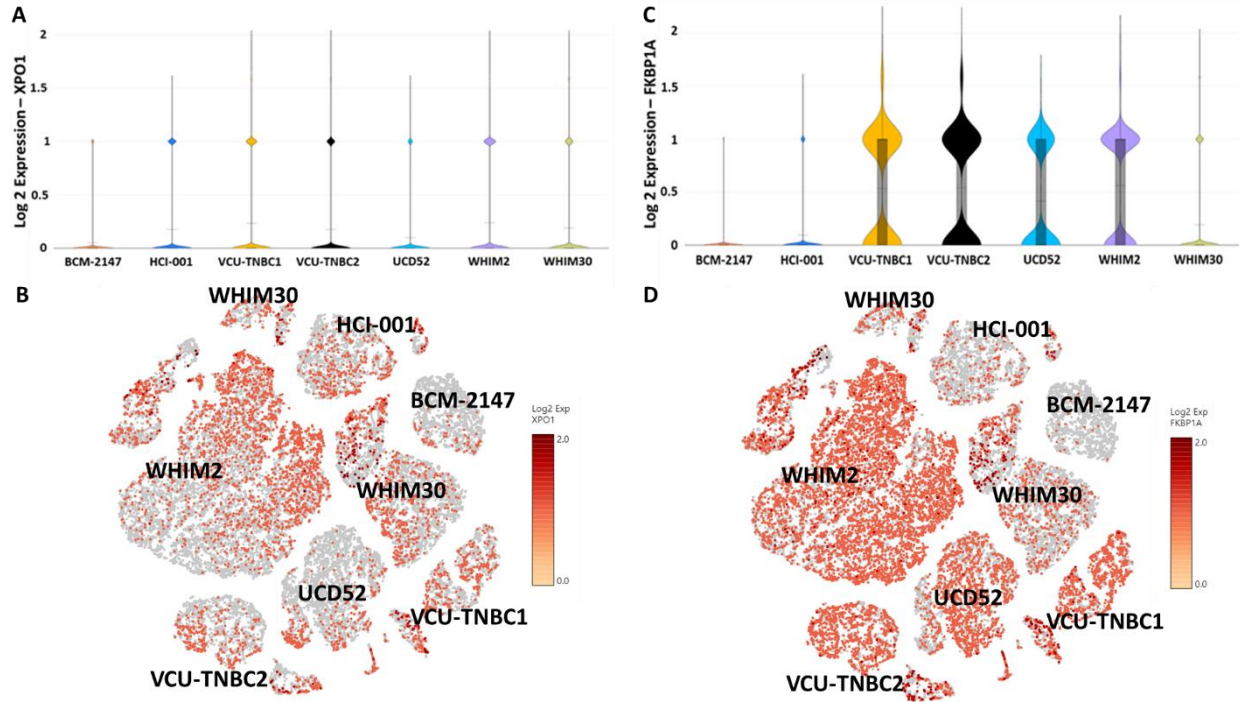 A
Log 2 Expression – XPO1
2
1.5
1
0.5
0
BCM-2147 HCI-001 VCU-TNBC1 VCU-TNBC2 UCD52 WHIM2 WHIM30
C
Log 2 Expression – FKBP1A
2
1.5
1
0.5
0
BCM-2147 HCI-001 VCU-TNBC1 VCU-TNBC2 UCD52 WHIM2 WHIM30
B
WHIM30
HCI-001
BCM-2147
WHIM2
WHIM30
UCD52
VCU-TNBC1
VCU-TNBC2
Log2 Exp
XPO1
2.0
0.0
D
WHIM30
HCI-001
BCM-2147
WHIM2
WHIM30
UCD52
VCU-TNBC1
VCU-TNBC2
Log2 Exp
FKBP1A
2.0
0.0